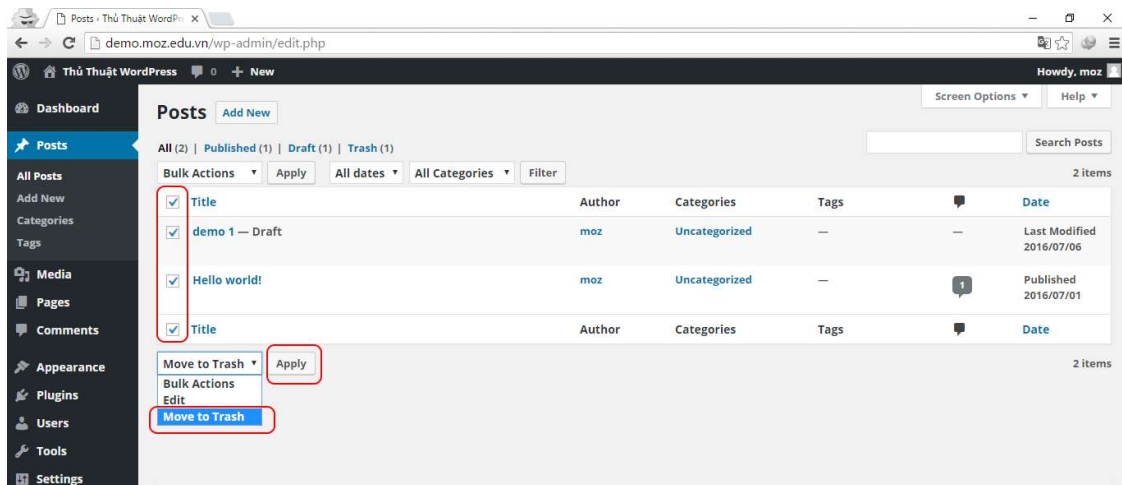 Posts ‹ Thủ Thuật WordPr
demo.moz.edu.vn/wp-admin/edit.php
Thủ Thuật WordPress 0 + New Howdy, moz
Screen Options ▼ Help ▼
Dashboard
Posts
All Posts
Add New
Categories
Tags
Media
Pages
Comments
Appearance
Plugins
Users
Tools
Settings
Posts Add New
All (2) | Published (1) | Draft (1) | Trash (1)
Search Posts
Bulk Actions ▼ Apply All dates ▼ All Categories ▼ Filter 2 items
Title Author Categories Tags Date
demo 1 — Draft moz Uncategorized — — Last Modified
2016/07/06
Hello world! moz Uncategorized — 1 Published
2016/07/01
Title Author Categories Tags Date
Move to Trash ▼ Apply 2 items
Bulk Actions
Edit
Move to Trash